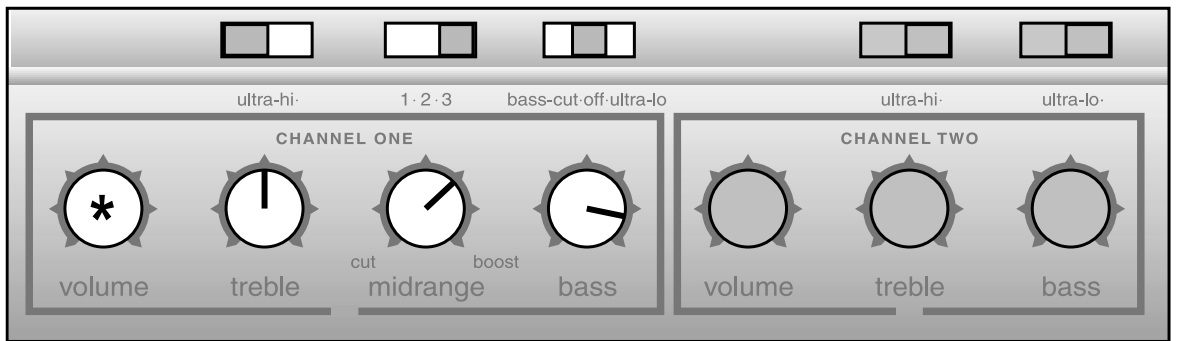 ultra-hi· 1·2·3 bass-cut·off·ultra-lo ultra-hi· ultra-lo·
CHANNEL ONE CHANNEL TWO
*
cut boost
volume treble midrange bass volume treble bass